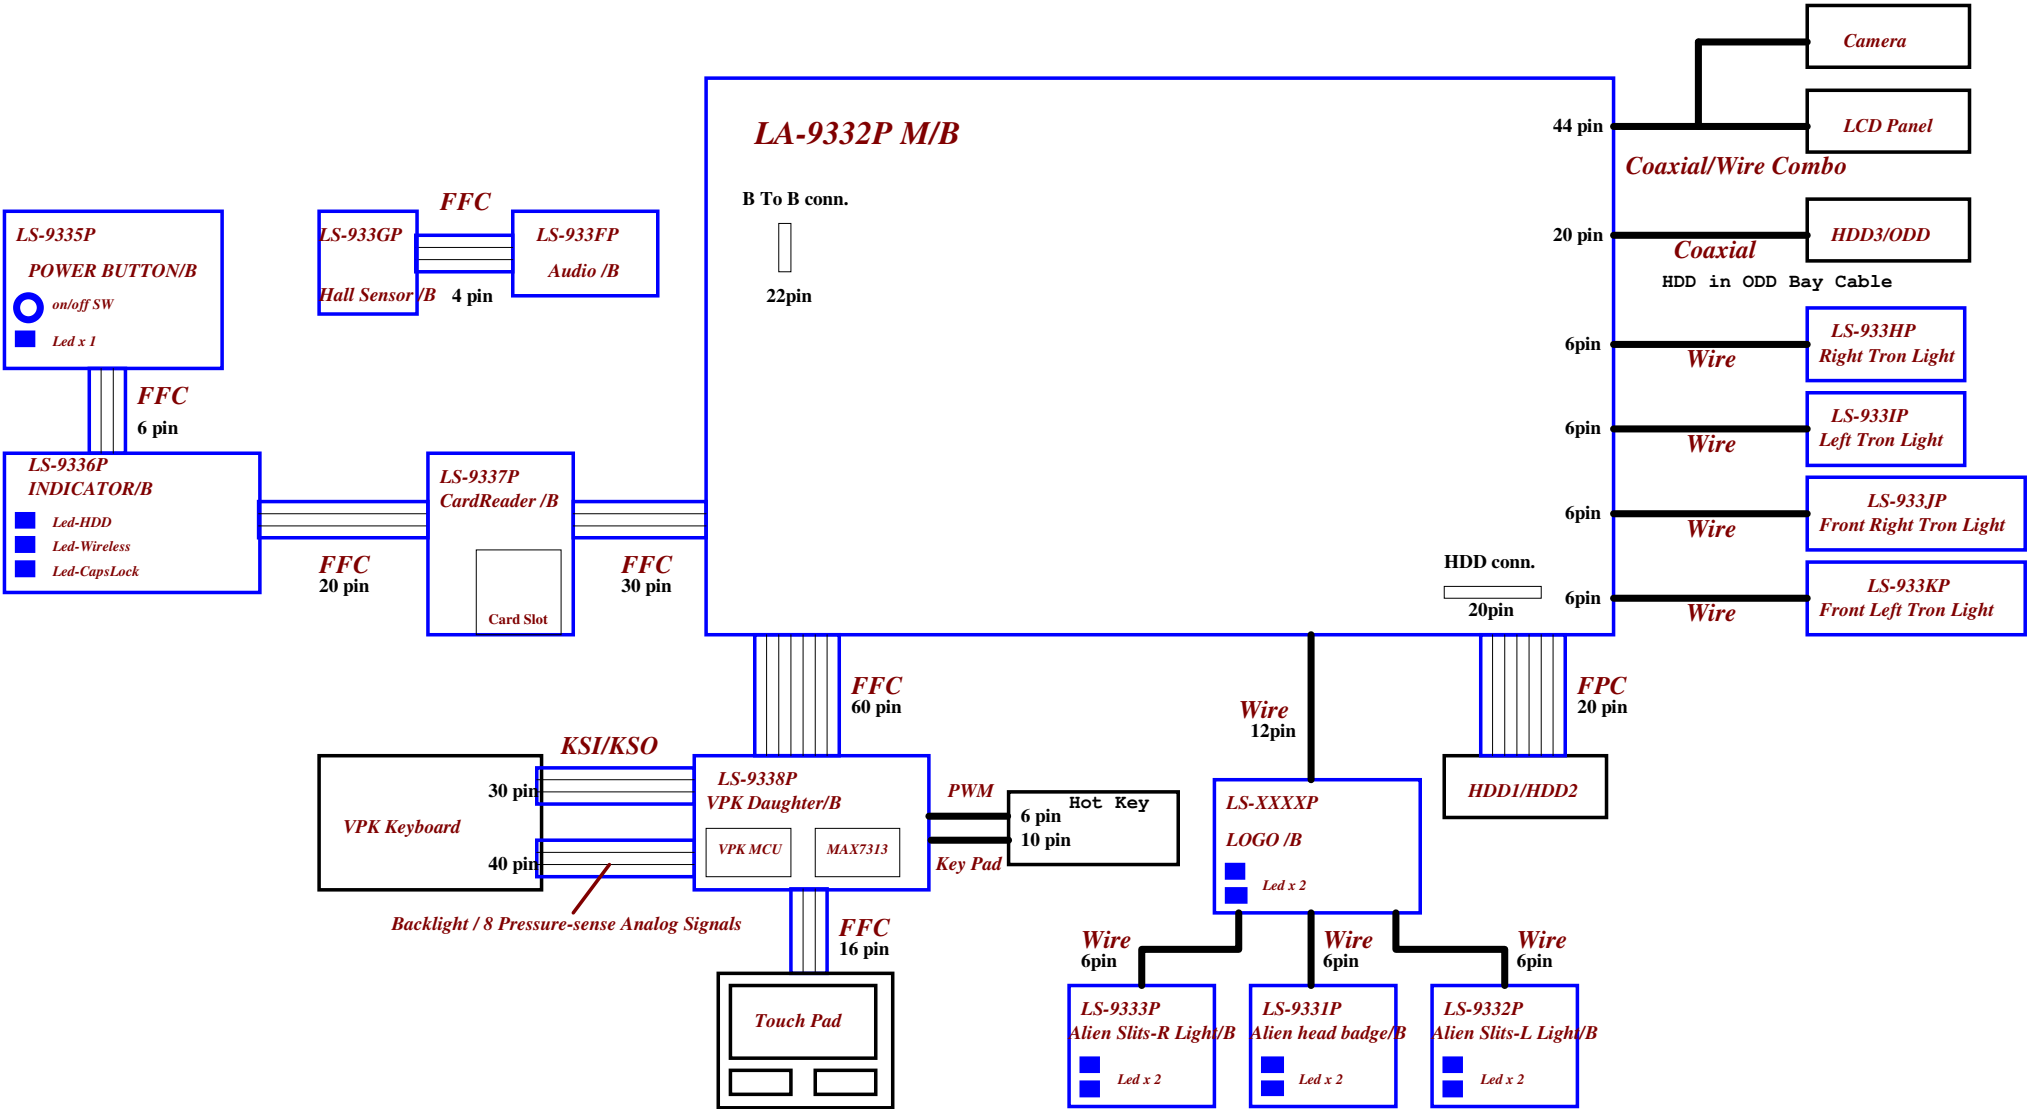 Camera
LA-9332P M/B
44 pin
LCD Panel
Coaxial/Wire Combo
B To B conn.
22pin
20 pin
HDD3/ODD
Coaxial
HDD in ODD Bay Cable
FFC
LS-9335P
POWER BUTTON/B
on/off SW
Led x 1
LS-933GP
Hall Sensor /B
4 pin
LS-933FP
Audio /B
6pin
Wire
LS-933HP
Right Tron Light
6pin
Wire
LS-933IP
Left Tron Light
FFC
6 pin
LS-9336P
INDICATOR/B
Led-HDD
Led-Wireless
Led-CapsLock
FFC
20 pin
LS-9337P
CardReader /B
Card Slot
FFC
30 pin
6pin
Wire
LS-933JP
Front Right Tron Light
HDD conn.
20pin
6pin
Wire
LS-933KP
Front Left Tron Light
FFC
60 pin
Wire
12pin
FPC
20 pin
KSI/KSO
30 pin
VPK Keyboard
40 pin
LS-9338P
VPK Daughter/B
VPK MCU
MAX7313
PWM
Hot Key
6 pin
10 pin
Key Pad
LS-XXXXP
LOGO /B
Led x 2
HDD1/HDD2
Backlight / 8 Pressure-sense Analog Signals
FFC
16 pin
Touch Pad
Wire
6pin
Wire
6pin
Wire
6pin
LS-9333P
Alien Slits-R Light/B
Led x 2
LS-9331P
Alien head badge/B
Led x 2
LS-9332P
Alien Slits-L Light/B
Led x 2